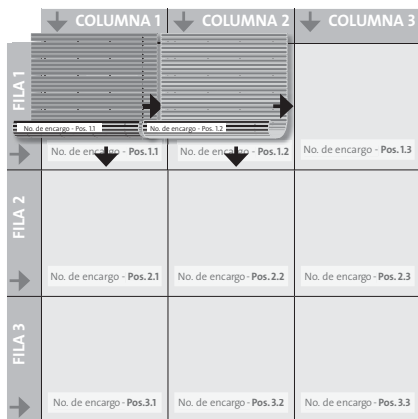 COLUMNA 1 COLUMNA 2 COLUMNA 3
FILA 1
No. de encargo - Pos. 1.1 No. de encargo - Pos. 1.2
No. de encargo - Pos.1.1 No. de encargo - Pos.1.2 No. de encargo - Pos.1.3
FILA 2
No. de encargo - Pos.2.1 No. de encargo - Pos.2.2 No. de encargo - Pos.2.3
FILA 3
No. de encargo - Pos.3.1 No. de encargo - Pos.3.2 No. de encargo - Pos.3.3